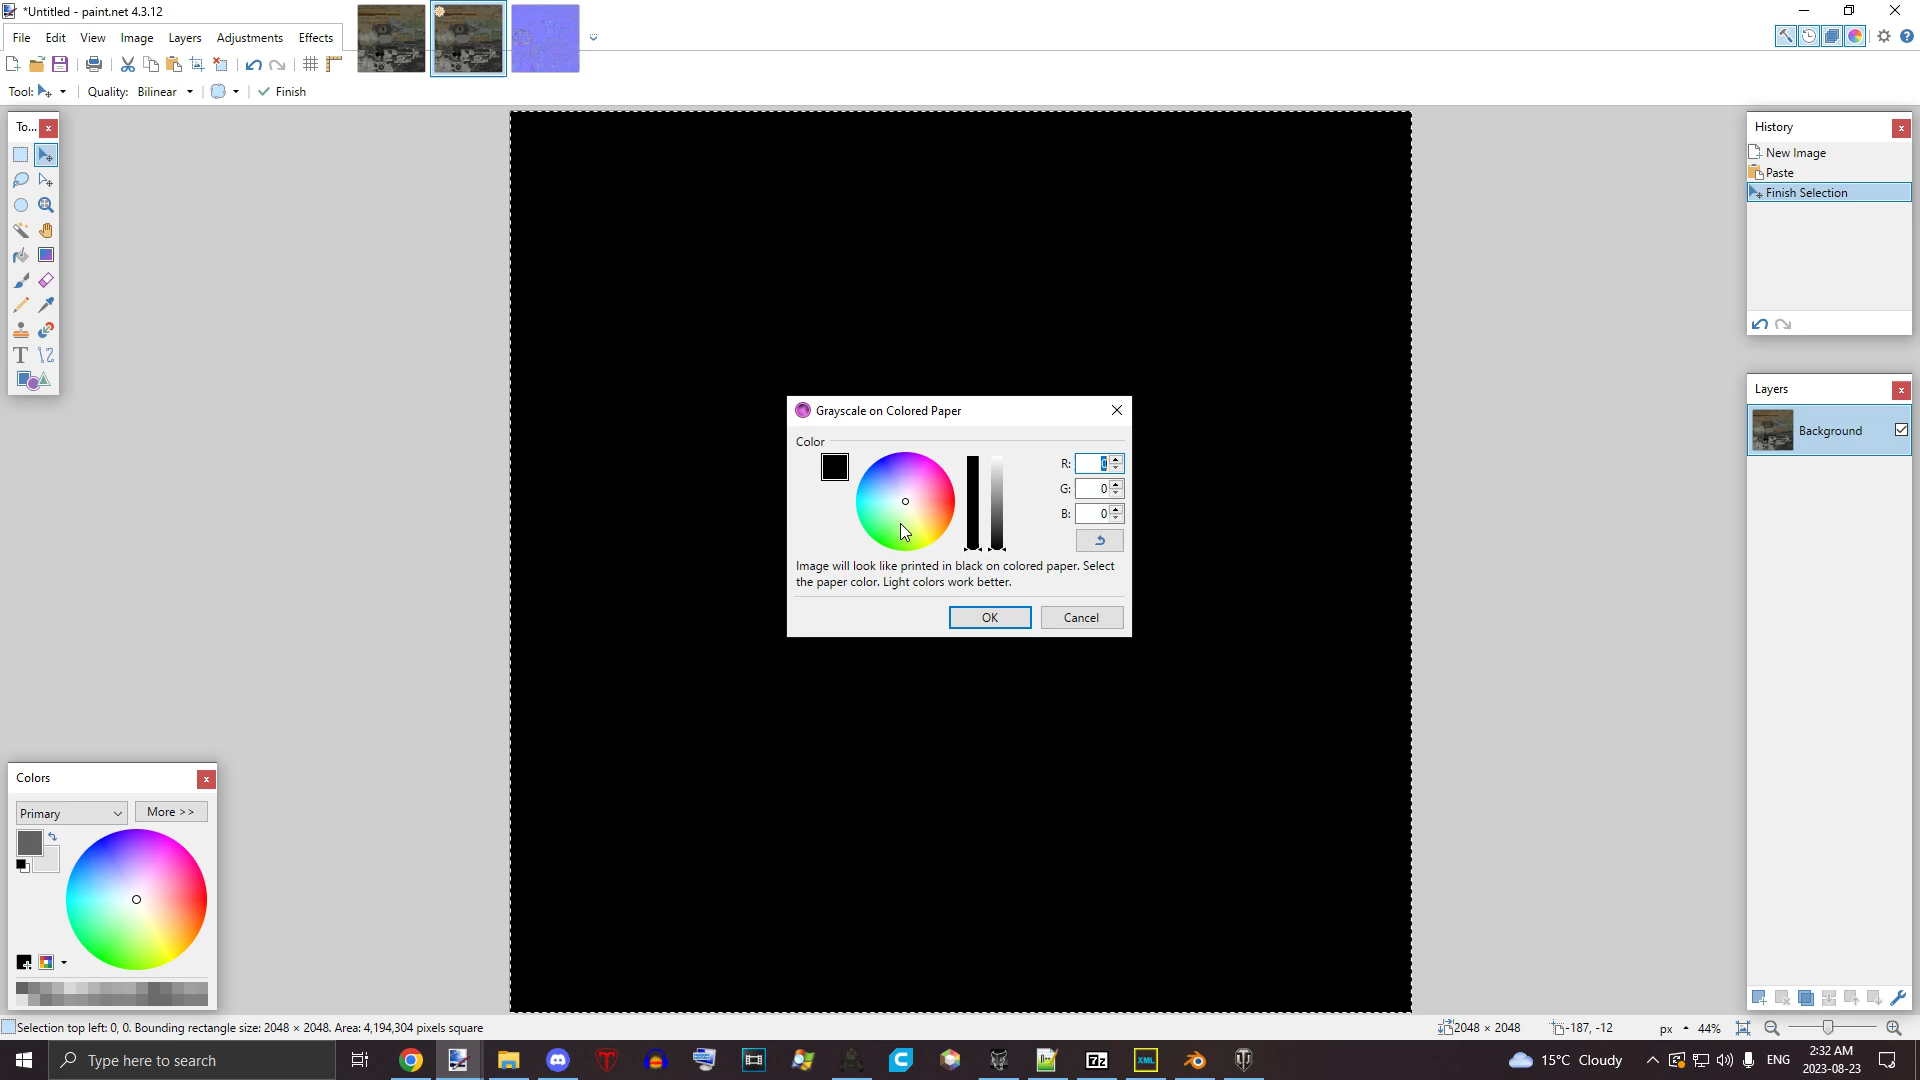 *Untitled - paint.net 4.3.12
File Edit View Image Layers Adjustments Effects
Tool: Quality: Bilinear Finish
To...
History
New Image
Paste
Finish Selection
Grayscale on Colored Paper
Color
R: 0
G: 0
B: 0
Image will look like printed in black on colored paper. Select
the paper color. Light colors work better.
OK Cancel
Layers
Background
Colors
Primary More >>
Selection top left: 0, 0. Bounding rectangle size: 2048 × 2048. Area: 4,194,304 pixels square 2048 × 2048 -187, -12 px 44%
Type here to search 7z XML 15°C Cloudy ENG 2:32 AM
2023-08-23